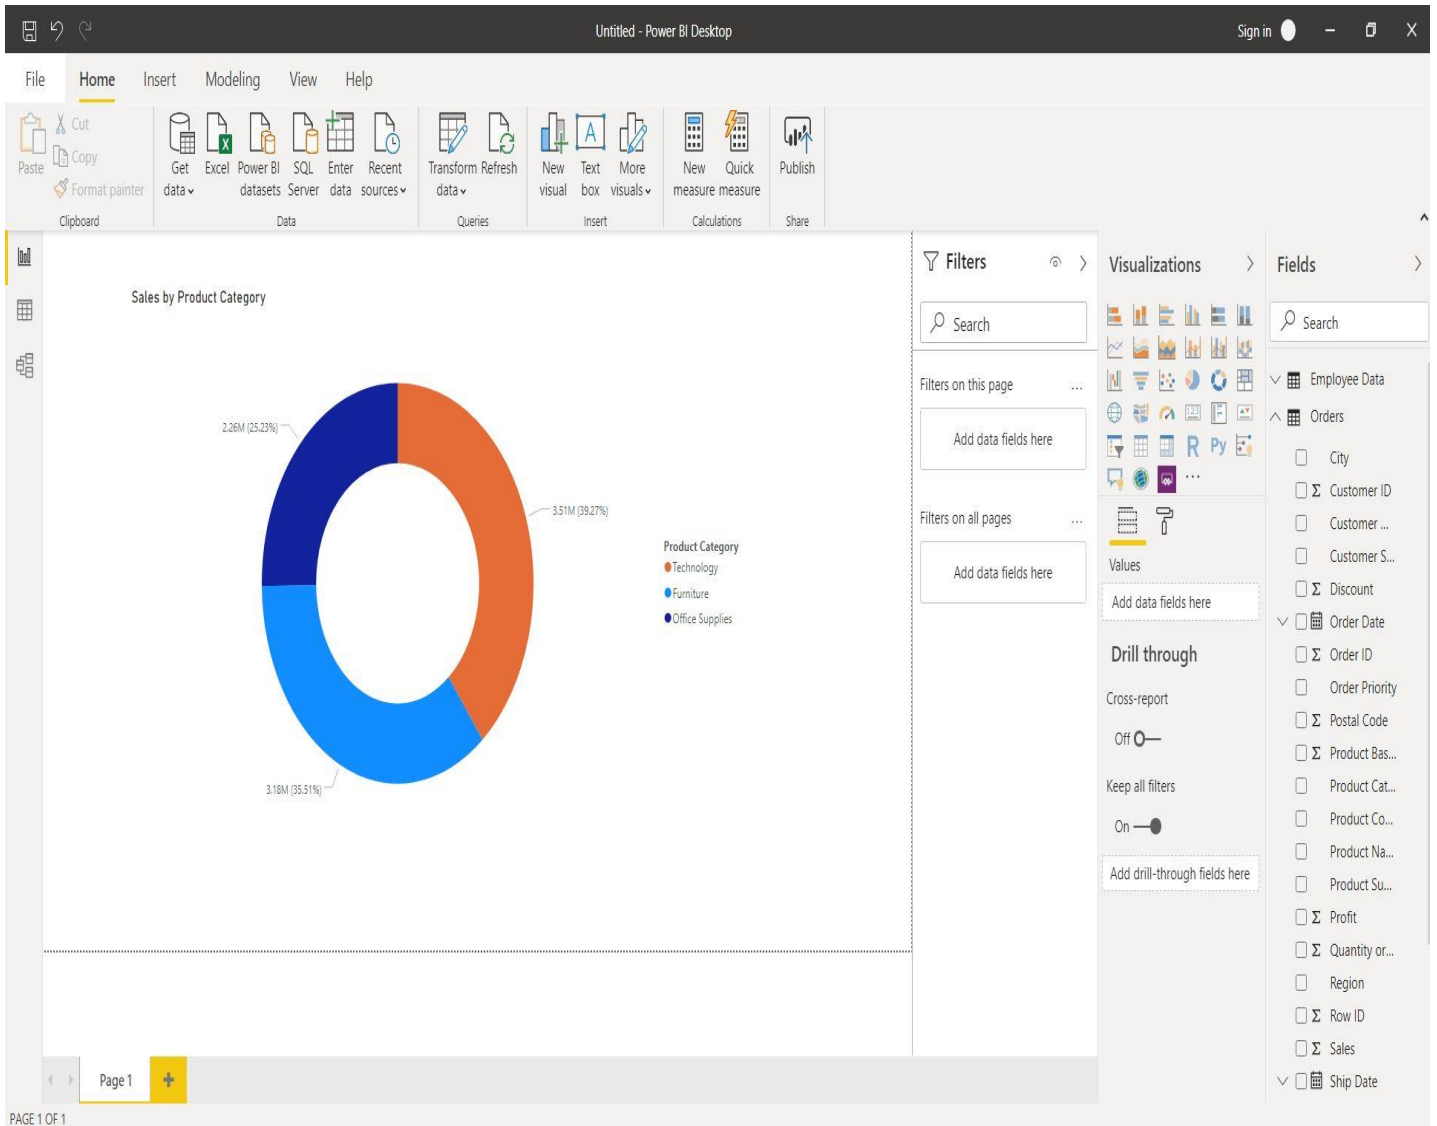 Untitled - Power BI Desktop
Sign in
File Home Insert Modeling View Help
Paste
Cut
Copy
Format painter
Clipboard
Get data
Excel
Power BI datasets
SQL Server
Enter data
Recent sources
Data
Transform data
Refresh
Queries
New visual
Text box
More visuals
Insert
New measure
Quick measure
Calculations
Publish
Share
Sales by Product Category
2.26M (25.23%)
3.51M (39.27%)
3.18M (35.51%)
Product Category
Technology
Furniture
Office Supplies
Filters
Search
Filters on this page
...
Add data fields here
Filters on all pages
...
Add data fields here
Visualizations
123
R
Py
...
Values
Add data fields here
Drill through
Cross-report
Off
Keep all filters
On
Add drill-through fields here
Fields
Search
Employee Data
Orders
City
Σ Customer ID
Customer ...
Customer S...
Σ Discount
Order Date
Σ Order ID
Order Priority
Σ Postal Code
Σ Product Bas...
Product Cat...
Product Co...
Product Na...
Product Su...
Σ Profit
Σ Quantity or...
Region
Σ Row ID
Σ Sales
Ship Date
Page 1
PAGE 1 OF 1